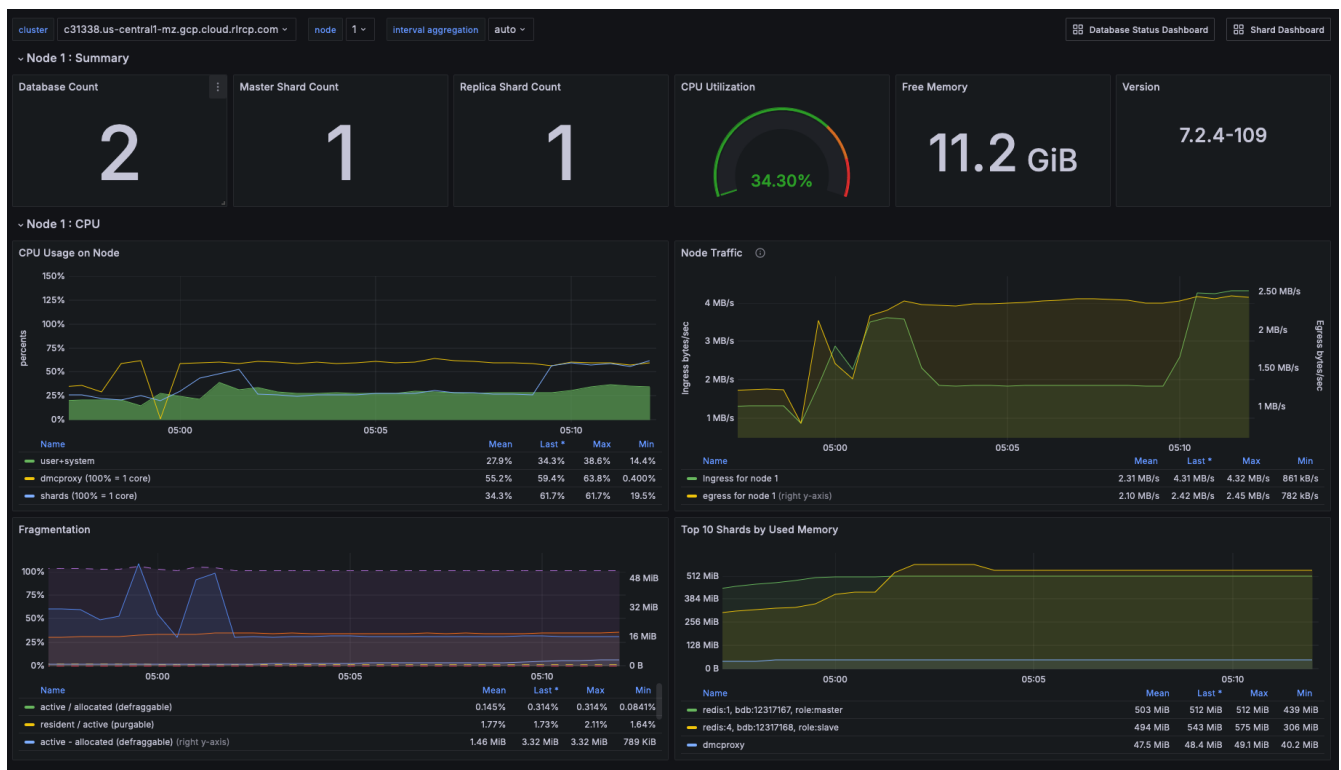 cluster c31338.us-central1-mz.gcp.cloud.rlrcp.com node 1 interval aggregation auto Database Status Dashboard Shard Dashboard
Node 1 : Summary
Database Count
2
Master Shard Count
1
Replica Shard Count
1
CPU Utilization
34.30%
Free Memory
11.2 GiB
Version
7.2.4-109
Node 1 : CPU
CPU Usage on Node
150%
125%
100%
75%
50%
25%
0%
percents
05:00 05:05 05:10
Name Mean Last * Max Min
user+system 27.9% 34.3% 38.6% 14.4%
dmcproxy (100% = 1 core) 55.2% 59.4% 63.8% 0.400%
shards (100% = 1 core) 34.3% 61.7% 61.7% 19.5%
Node Traffic
4 MB/s
3 MB/s
2 MB/s
1 MB/s
Ingress bytes/sec
2.50 MB/s
2 MB/s
1.50 MB/s
1 MB/s
Egress bytes/sec
05:00 05:05 05:10
Name Mean Last * Max Min
Ingress for node 1 2.31 MB/s 4.31 MB/s 4.32 MB/s 861 kB/s
egress for node 1 (right y-axis) 2.10 MB/s 2.42 MB/s 2.45 MB/s 782 kB/s
Fragmentation
100%
75%
50%
25%
0%
48 MiB
32 MiB
16 MiB
0 B
05:00 05:05 05:10
Name Mean Last * Max Min
active / allocated (defraggable) 0.145% 0.314% 0.314% 0.0841%
resident / active (purgable) 1.77% 1.73% 2.11% 1.64%
active - allocated (defraggable) (right y-axis) 1.46 MiB 3.32 MiB 3.32 MiB 789 KiB
Top 10 Shards by Used Memory
512 MiB
384 MiB
256 MiB
128 MiB
0 B
05:00 05:05 05:10
Name Mean Last * Max Min
redis:1, bdb:12317167, role:master 503 MiB 512 MiB 512 MiB 439 MiB
redis:4, bdb:12317168, role:slave 494 MiB 543 MiB 575 MiB 306 MiB
dmcproxy 47.5 MiB 48.4 MiB 49.1 MiB 40.2 MiB